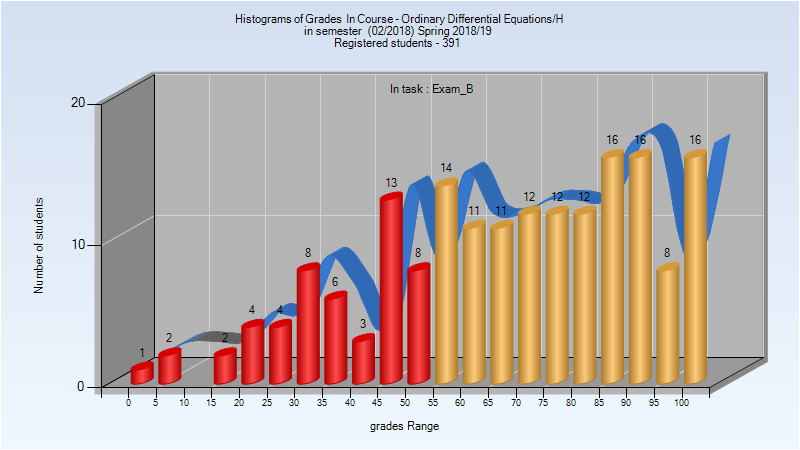 Histograms of Grades In Course - Ordinary Differential Equations/H
in semester (02/2018) Spring 2018/19
Registered students - 391
In task : Exam_B
20
10
0
Number of students
1 2 2 4 4 8 6 3 13 8 14 11 11 12 12 12 16 16 8 16
0 5 10 15 20 25 30 35 40 45 50 55 60 65 70 75 80 85 90 95 100
grades Range